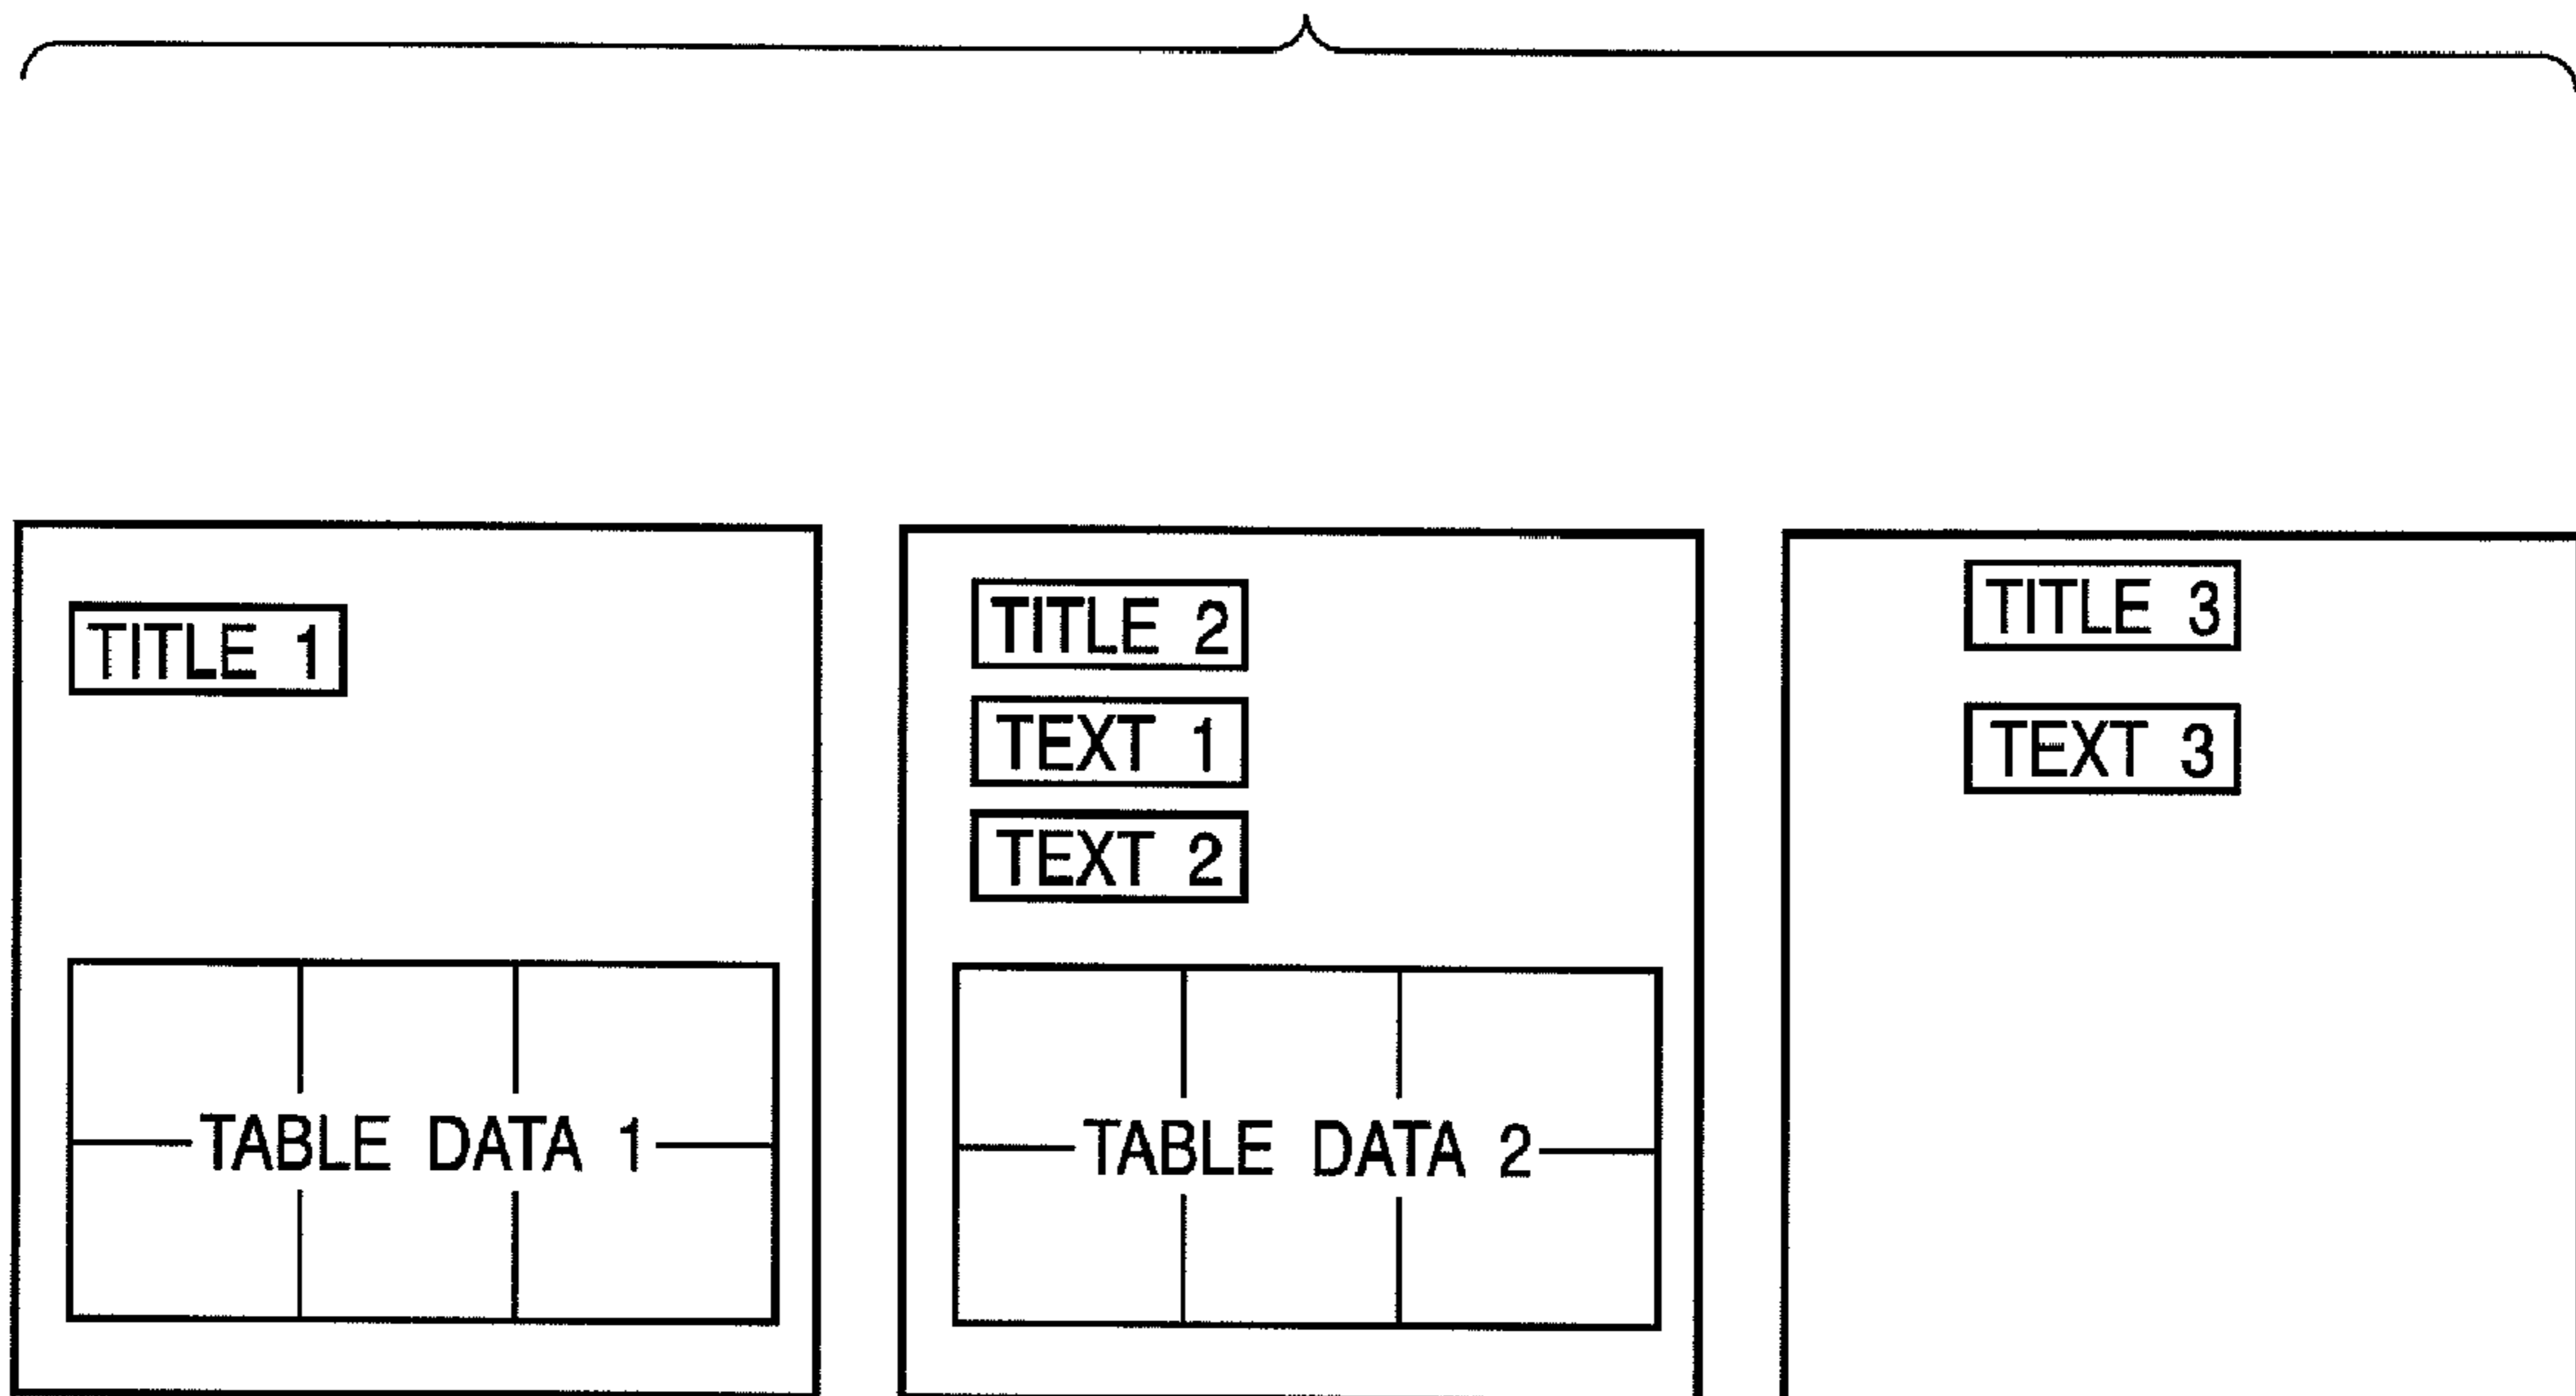 TITLE 1
TABLE DATA 1
TITLE 2
TEXT 1
TEXT 2
TABLE DATA 2
TITLE 3
TEXT 3